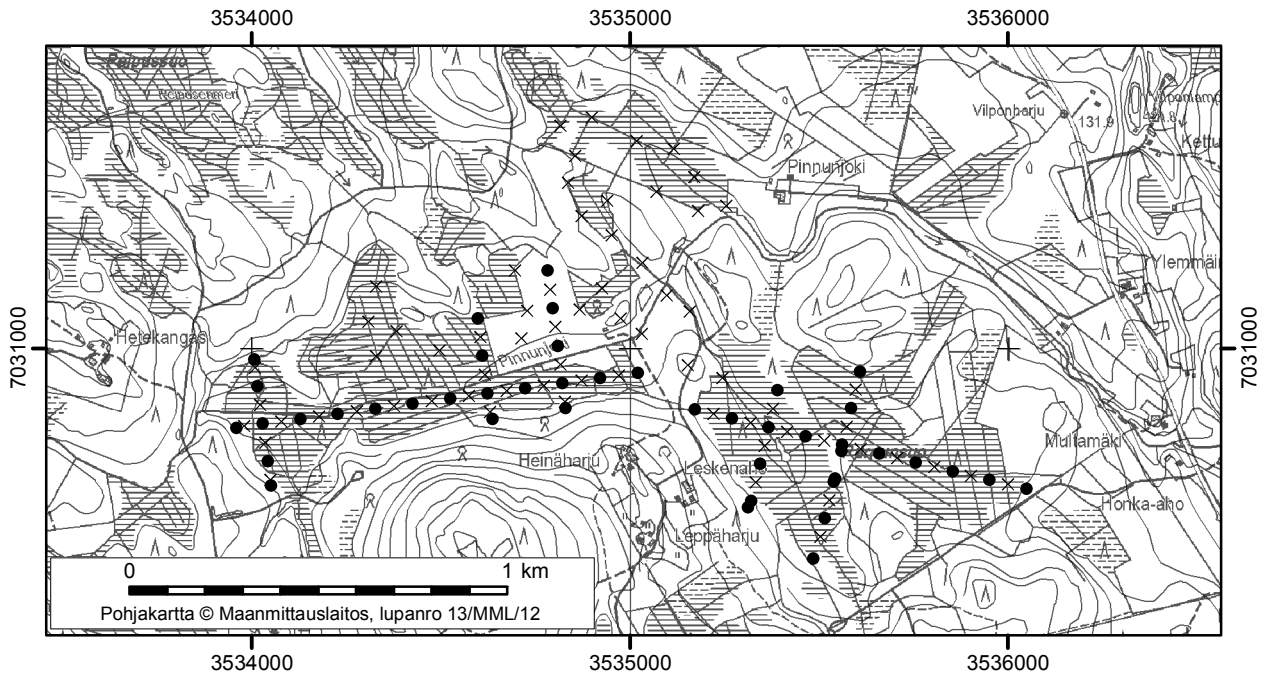 3534000 3535000 3536000
Vilponharju
131.9
Kettu
Pinnunjoki
Ylemmäi
7031000
7031000
Hetekangas
Pinnunjoki
Multamäki
Heinäharju
Leskenaho
Honka-aho
Leppäharju
0 1 km
Pohjakartta © Maanmittauslaitos, lupanro 13/MML/12
3534000 3535000 3536000